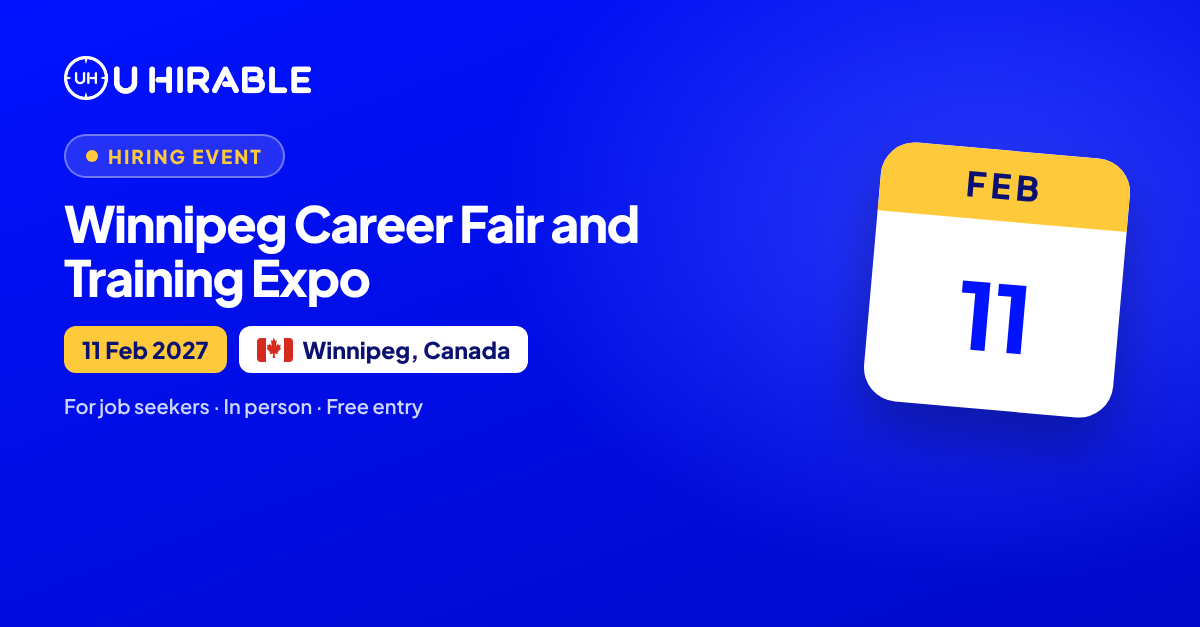 UH U HIRABLE
HIRING EVENT
Winnipeg Career Fair and
Training Expo
11 Feb 2027
Winnipeg, Canada
For job seekers · In person · Free entry
FEB
11